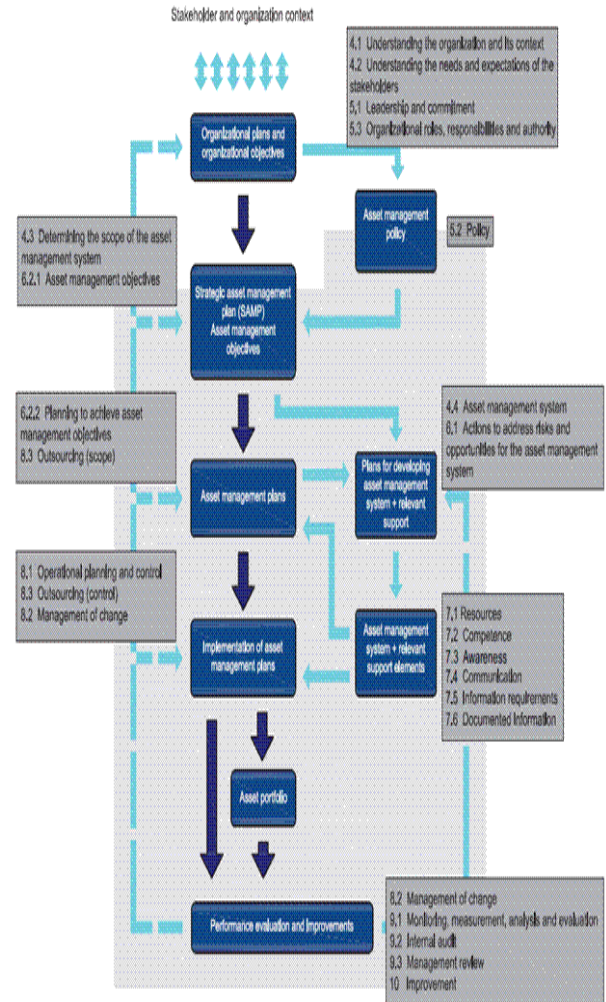 Stakeholder and organization context
4.1 Understanding the organization and its context
4.2 Understanding the needs and expectations of the
stakeholders
5.1 Leadership and commitment
5.3 Organizational roles, responsibilities and authority
Organizational plans and
organizational objectives
Asset management
policy
5.2 Policy
4.3 Determining the scope of the asset
management system
6.2.1 Asset management objectives
Strategic asset management
plan (SAMP)
Asset management
objectives
6.2.2 Planning to achieve asset
management objectives
8.3 Outsourcing (scope)
4.4 Asset management system
6.1 Actions to address risks and
opportunities for the asset management
system
Asset management plans
Plans for developing
asset management
system + relevant
support
8.1 Operational planning and control
8.3 Outsourcing (control)
8.2 Management of change
Implementation of asset
management plans
Asset management
system + relevant
support elements
7.1 Resources
7.2 Competence
7.3 Awareness
7.4 Communication
7.5 Information requirements
7.6 Documented information
Asset portfolio
Performance evaluation and improvements
8.2 Management of change
9.1 Monitoring, measurement, analysis and evaluation
9.2 Internal audit
9.3 Management review
10 Improvement